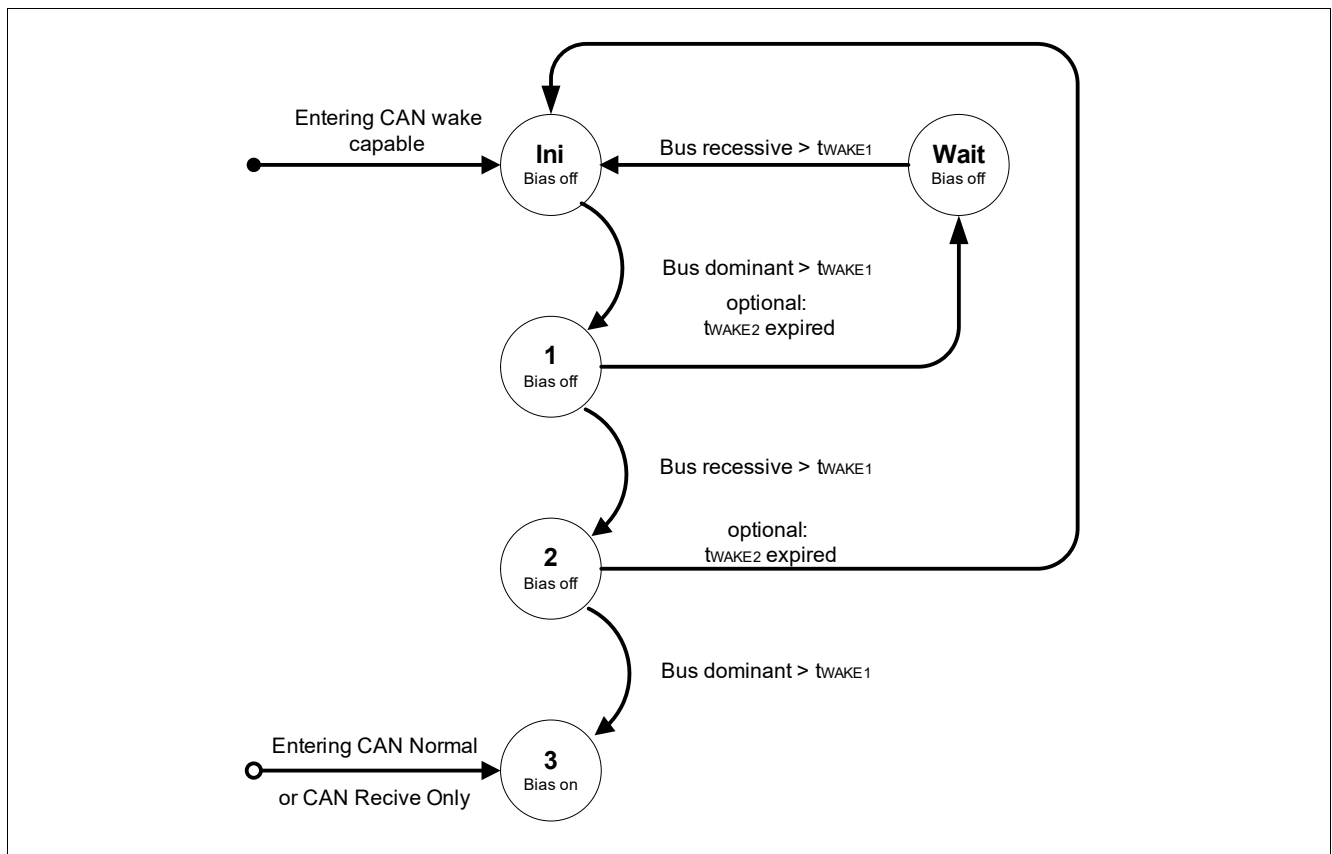 Entering CAN wake
capable
Ini
Bias off
Bus recessive > tWAKE1
Wait
Bias off
Bus dominant > tWAKE1
optional:
tWAKE2 expired
1
Bias off
Bus recessive > tWAKE1
optional:
tWAKE2 expired
2
Bias off
Bus dominant > tWAKE1
Entering CAN Normal
or CAN Recive Only
3
Bias on